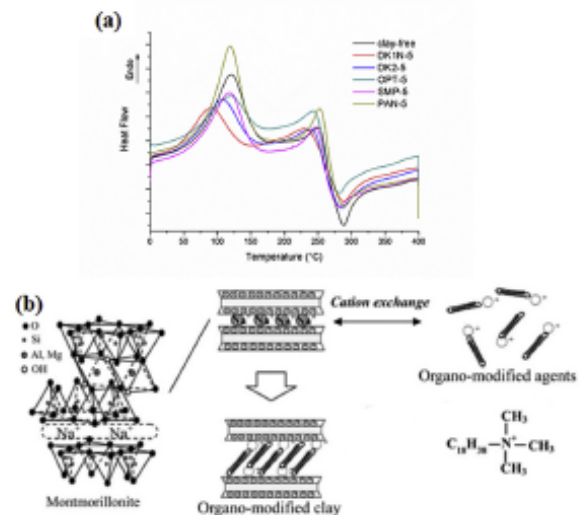 (a)
Endo
Heat Flow
clay-free
DK1N-5
DK2-5
OPT-5
SMP-5
PAN-5
0
50
100
150
200
250
300
350
400
Temperature (°C)
(b)
O
Si
Al, Mg
OH
Na⁺ Na⁺
Montmorillonite
Na Na Na Na
Cation exchange
Organo-modified clay
Organo-modified agents
CH3
N⁺
CH3
CH3